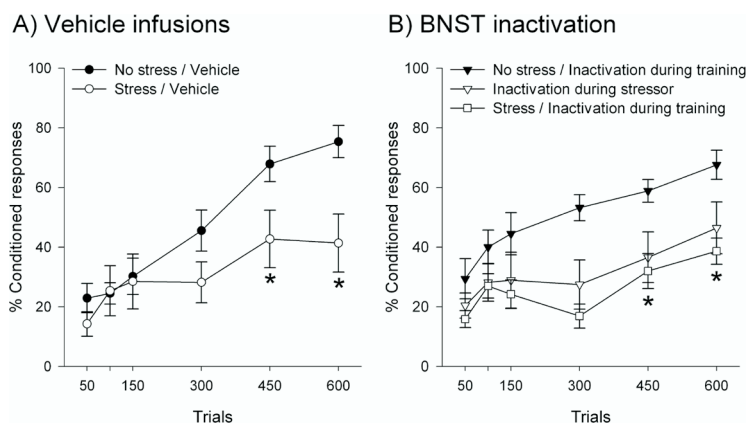 A) Vehicle infusions
100
80
60
40
20
0
% Conditioned responses
No stress / Vehicle
Stress / Vehicle
*
*
50
150
300
450
600
Trials
B) BNST inactivation
100
80
60
40
20
0
% Conditioned responses
No stress / Inactivation during training
Inactivation during stressor
Stress / Inactivation during training
*
*
50
150
300
450
600
Trials